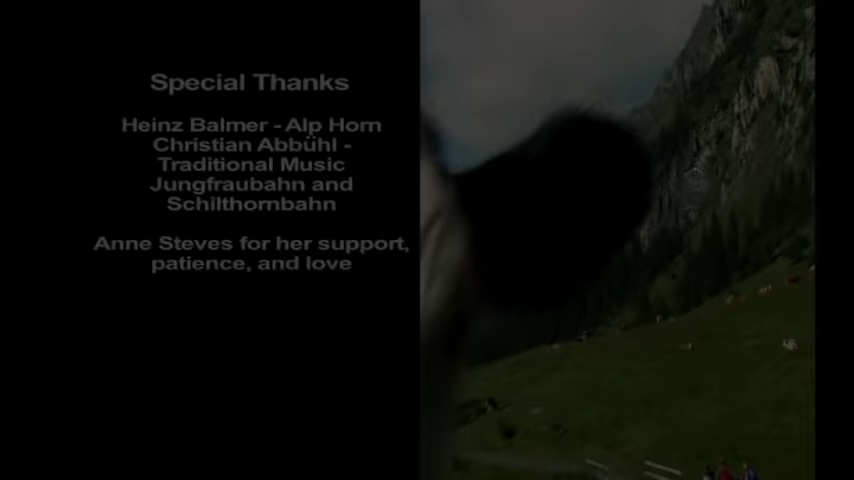 Special Thanks
Heinz Balmer - Alp Horn
Christian Abbühl -
Traditional Music
Jungfraubahn and
Schilthornbahn
Anne Steves for her support,
patience, and love